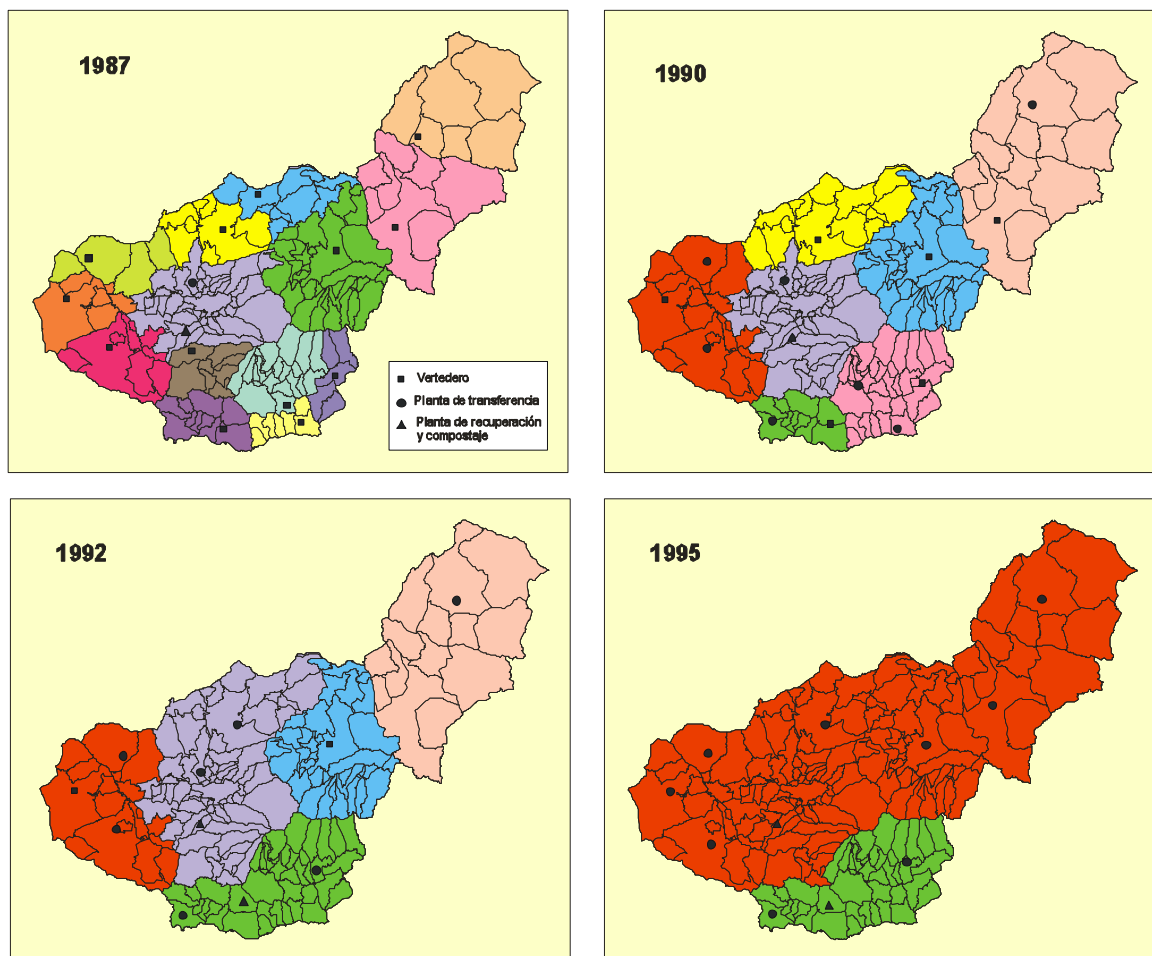 1987
1990
Vertedero
Planta de transferencia
Planta de recuperación
y compostaje
1992
1995